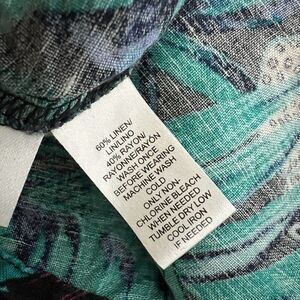 60% LINEN/
LIN/LINO
40% RAYON/
RAYONNE/RAYON
WASH ONCE
BEFORE WEARING
MACHINE WASH
COLD
ONLY NON-
CHLORINE BLEACH
WHEN NEEDED
TUMBLE DRY LOW
COOL IRON
IF NEEDED